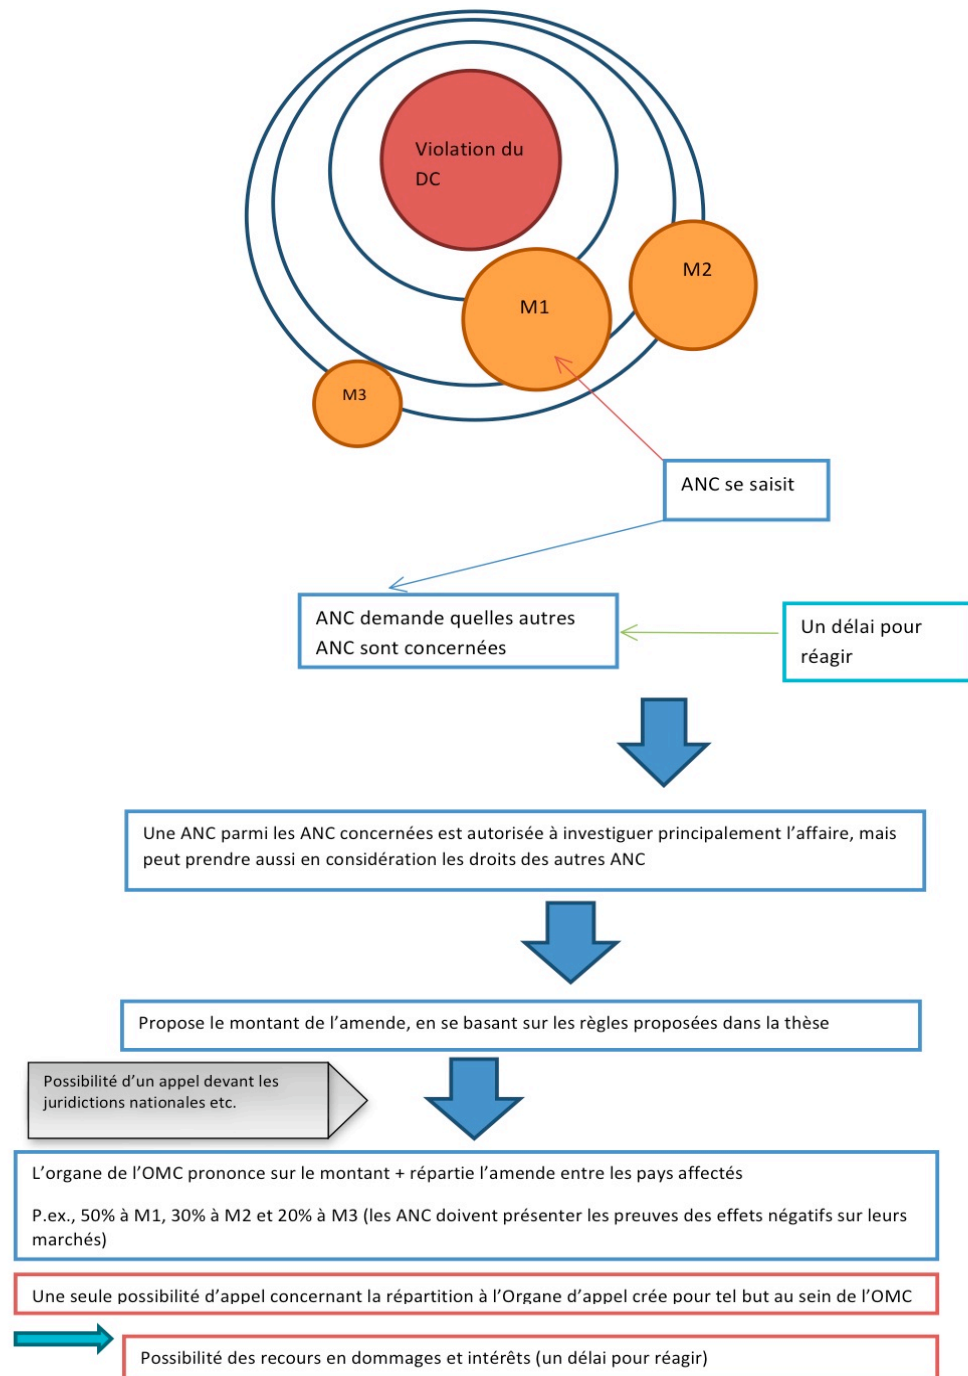 Violation du
DC
M1
M2
M3
ANC se saisit
ANC demande quelles autres
ANC sont concernées
Un délai pour
réagir
Une ANC parmi les ANC concernées est autorisée à investiguer principalement l’affaire, mais
peut prendre aussi en considération les droits des autres ANC
Propose le montant de l’amende, en se basant sur les règles proposées dans la thèse
Possibilité d’un appel devant les
juridictions nationales etc.
L’organe de l’OMC prononce sur le montant + répartie l’amende entre les pays affectés
P.ex., 50% à M1, 30% à M2 et 20% à M3 (les ANC doivent présenter les preuves des effets négatifs sur leurs
marchés)
Une seule possibilité d’appel concernant la répartition à l’Organe d’appel crée pour tel but au sein de l’OMC
Possibilité des recours en dommages et intérêts (un délai pour réagir)